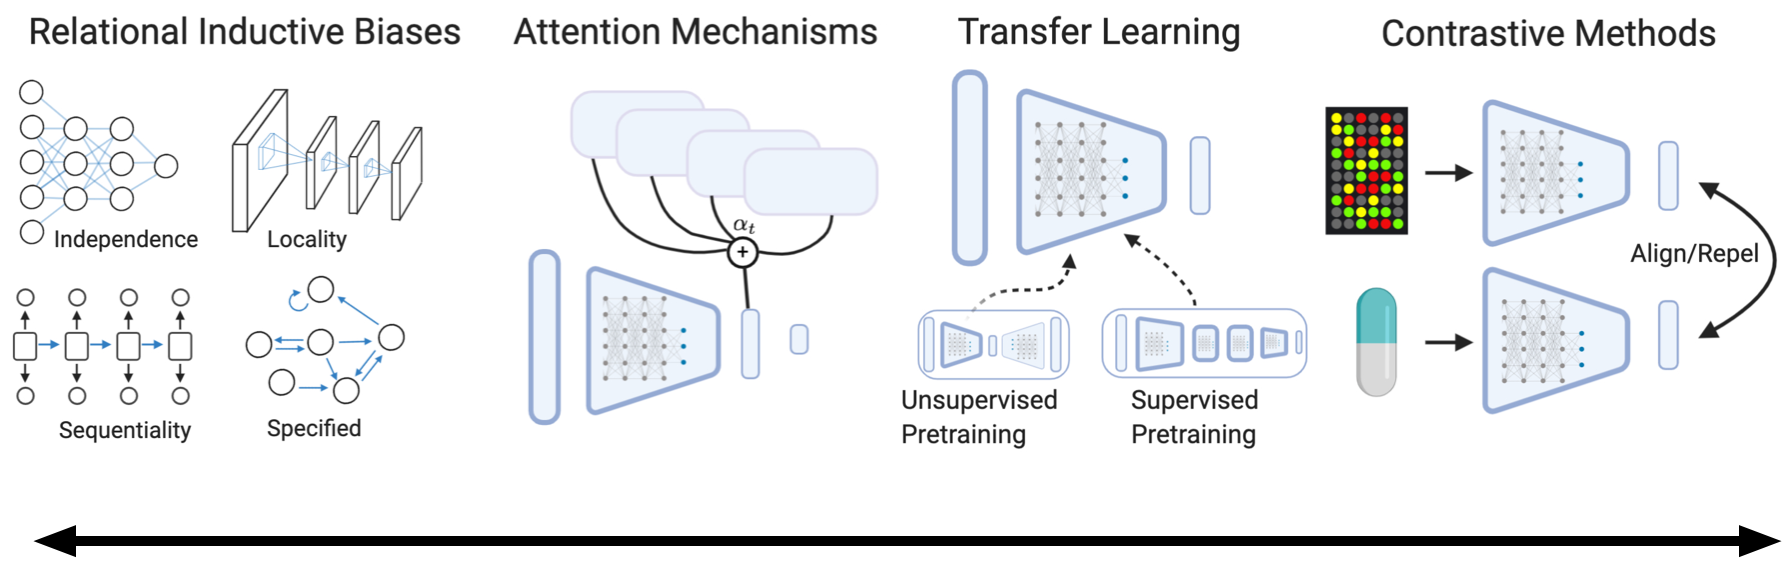 Relational Inductive Biases
Attention Mechanisms
Transfer Learning
Contrastive Methods
Independence
Locality
Sequentiality
Specified
αt
+
Unsupervised
Pretraining
Supervised
Pretraining
Align/Repel